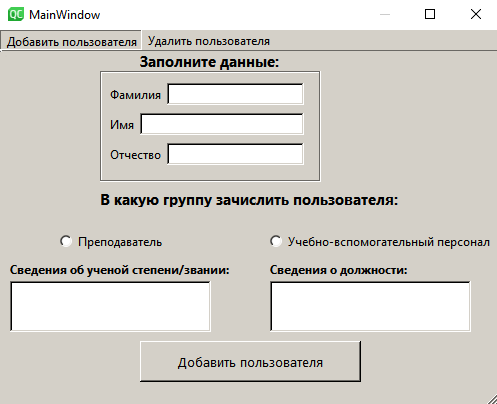 QC MainWindow
Добавить пользователя Удалить пользователя
Заполните данные:
Фамилия
Имя
Отчество
В какую группу зачислить пользователя:
Преподаватель Учебно-вспомогательный персонал
Сведения об ученой степени/звании: Сведения о должности:
Добавить пользователя